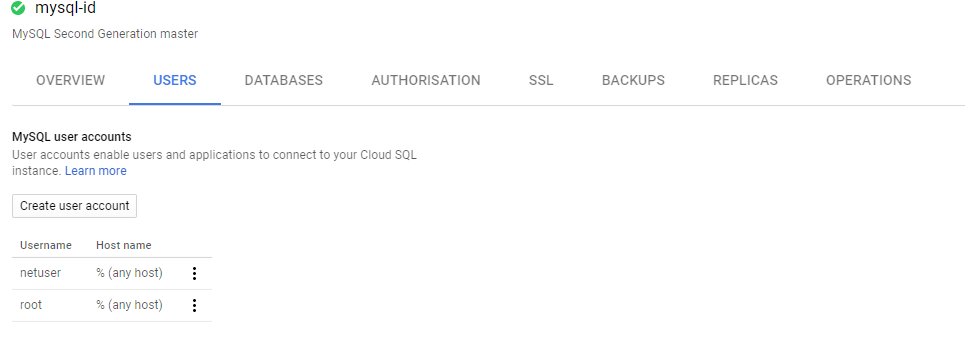 mysql-id
MySQL Second Generation master
OVERVIEW USERS DATABASES AUTHORISATION SSL BACKUPS REPLICAS OPERATIONS
MySQL user accounts
User accounts enable users and applications to connect to your Cloud SQL
instance. Learn more
Create user account
Username Host name
netuser % (any host)
root % (any host)